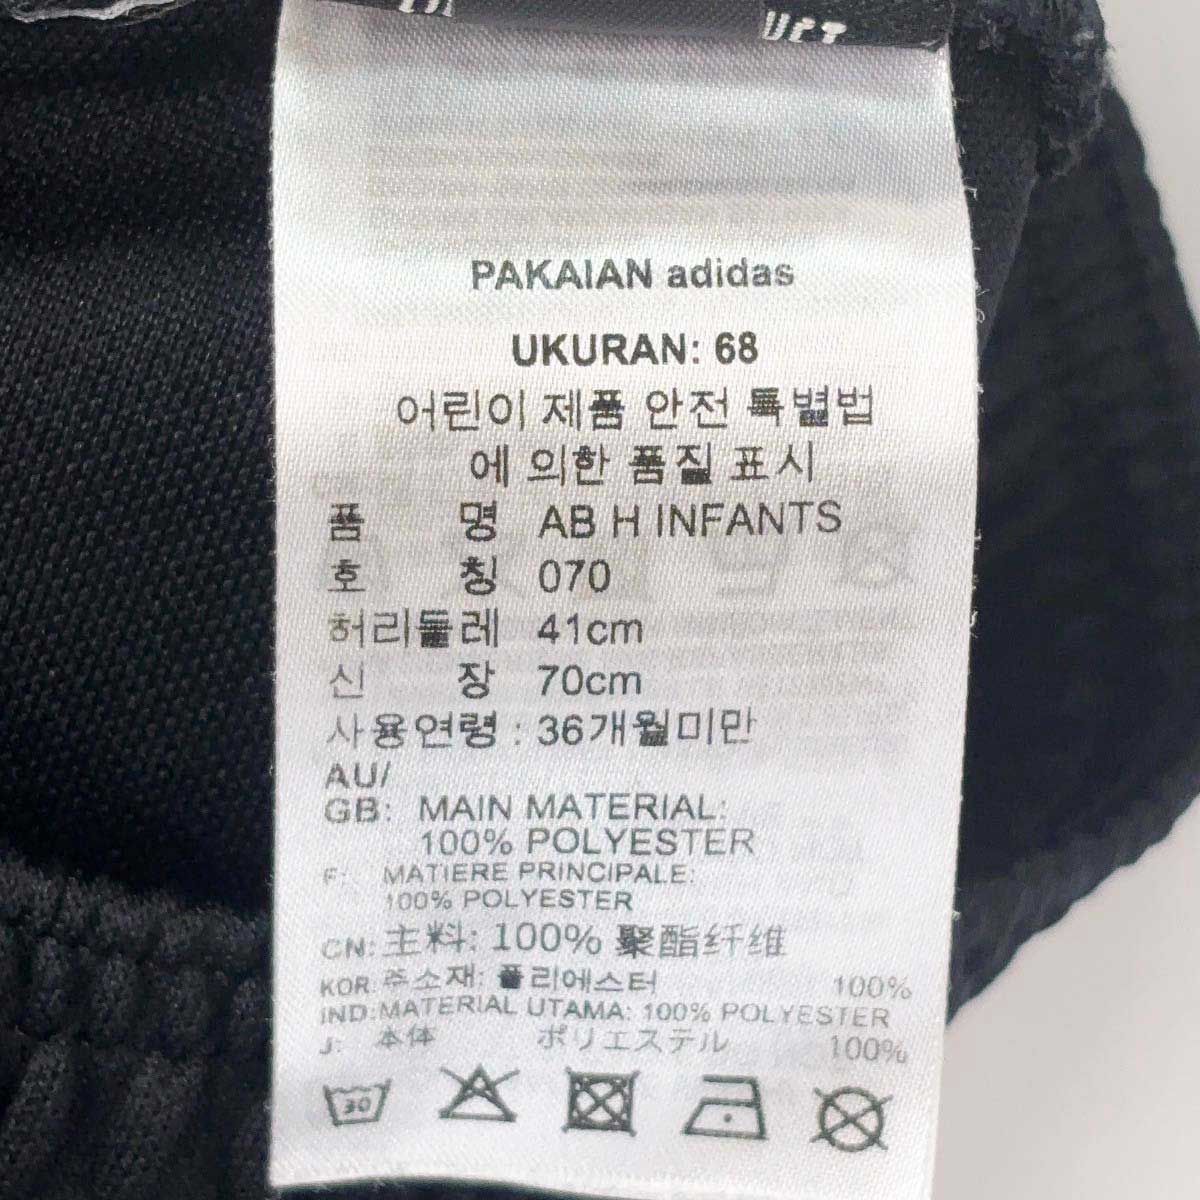 PAKAIAN adidas
UKURAN: 68
어린이 제품 안전 특별법
에 의한 품질 표시
품 명 AB H INFANTS
호 칭 070
허리둘레 41cm
신 장 70cm
사용연령 : 36개월미만
AU/
GB: MAIN MATERIAL:
100% POLYESTER
F: MATIERE PRINCIPALE:
100% POLYESTER
CN: 主料: 100% 聚酯纤维
KOR: 주소재: 폴리에스터 100%
IND: MATERIAL UTAMA: 100% POLYESTER
J: 本体 ポリエステル 100%
30